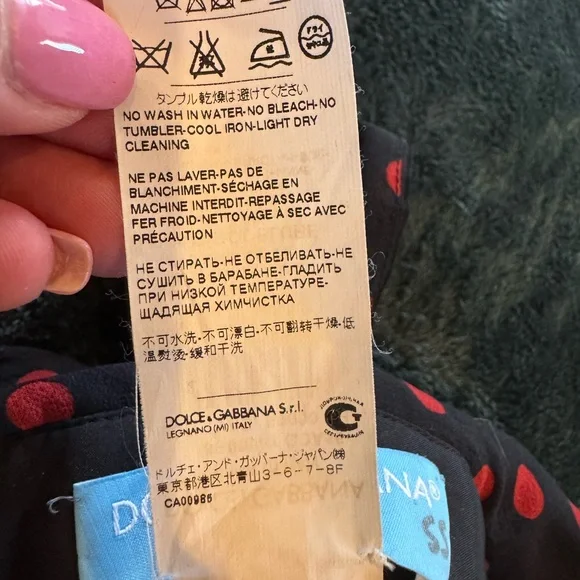 ドライ
タンブル乾燥は避けてください
NO WASH IN WATER-NO BLEACH-NO
TUMBLER-COOL IRON-LIGHT DRY
CLEANING
NE PAS LAVER-PAS DE
BLANCHIMENT-SÉCHAGE EN
MACHINE INTERDIT-REPASSAGE
FER FROID-NETTOYAGE À SEC AVEC
PRÉCAUTION
НЕ СТИРАТЬ-НЕ ОТБЕЛИВАТЬ-НЕ
СУШИТЬ В БАРАБАНЕ-ГЛАДИТЬ
ПРИ НИЗКОЙ ТЕМПЕРАТУРЕ-
ЩАДЯЩАЯ ХИМЧИСТКА
不可水洗-不可漂白-不可翻转干燥-低
温熨烫-缓和干洗
DOLCE & GABBANA S.r.l.
LEGNANO (MI) ITALY
ドルチェ・アンド・ガッバーナ・ジャパン㈱
東京都港区北青山3-6-7-8F
CA00985
SS